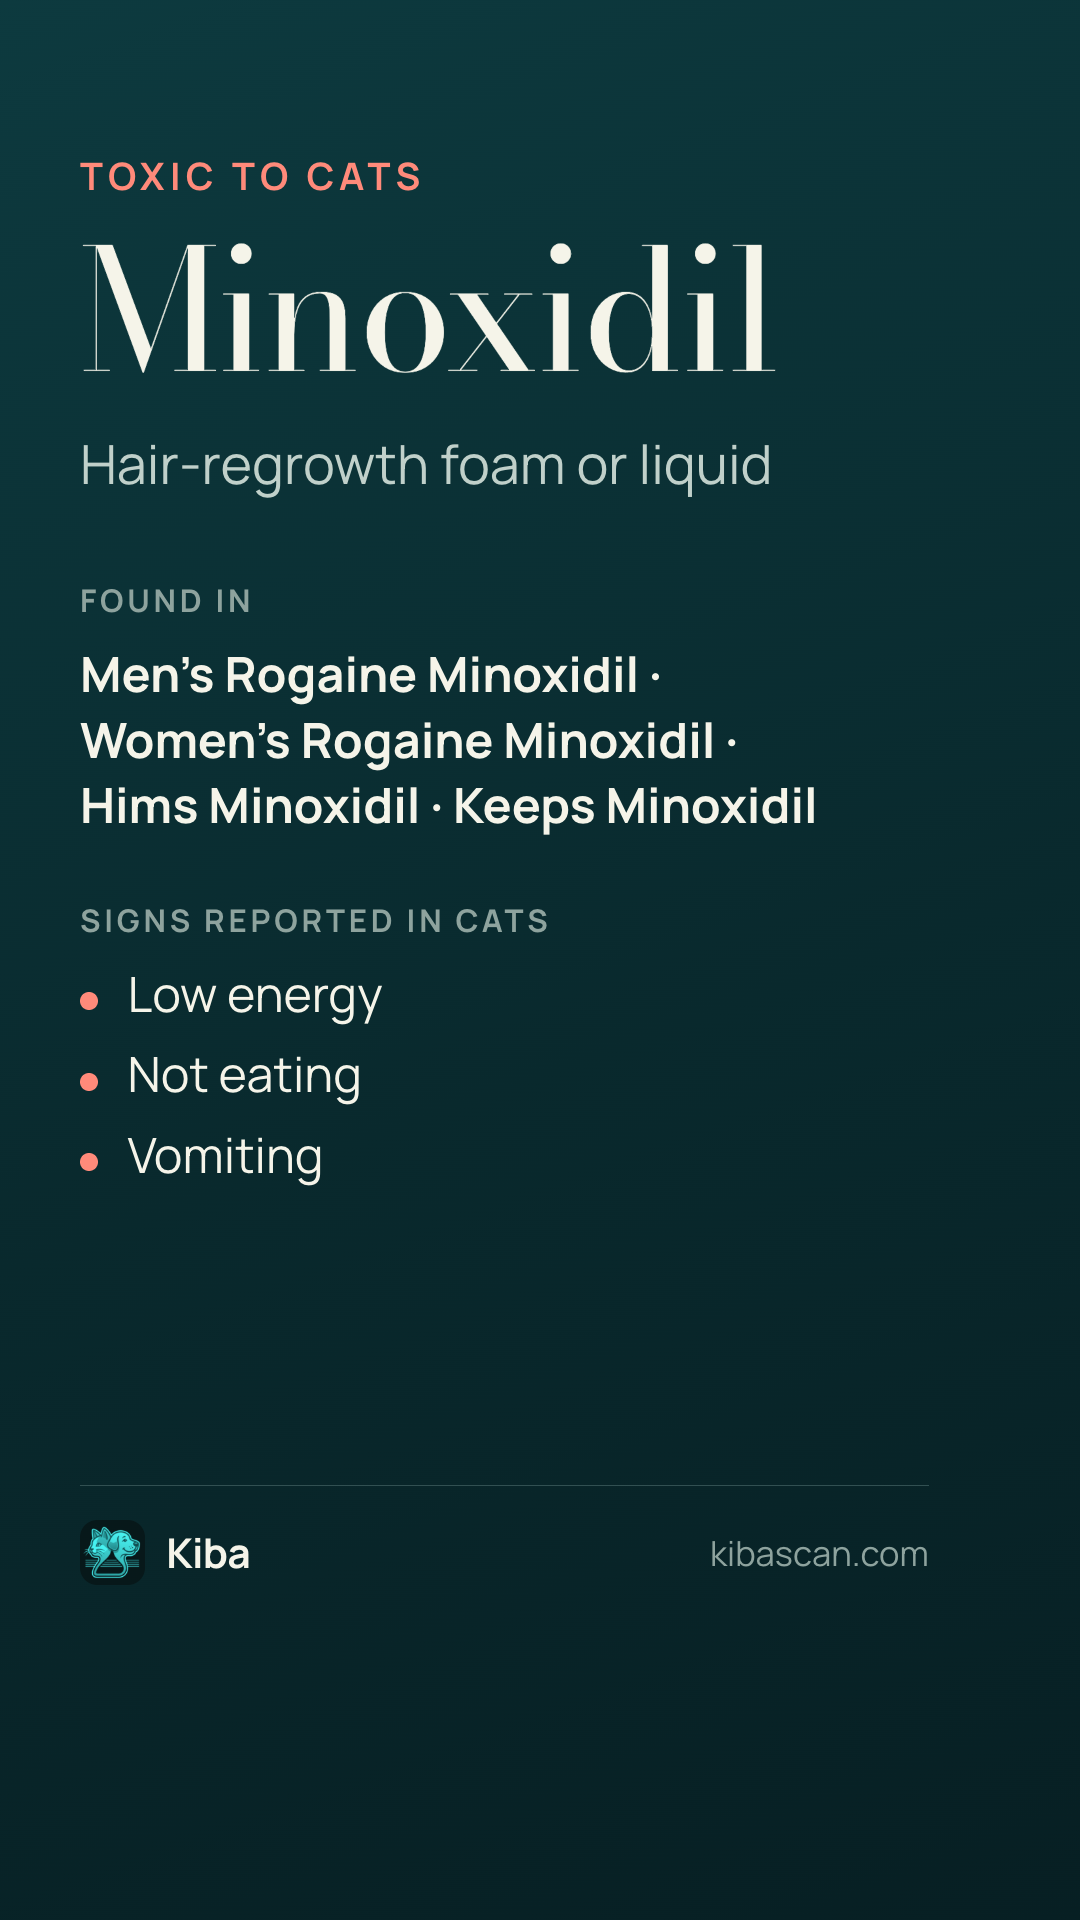 TOXIC TO CATS
Minoxidil
Hair-regrowth foam or liquid
FOUND IN
Men’s Rogaine Minoxidil ·
Women’s Rogaine Minoxidil ·
Hims Minoxidil · Keeps Minoxidil
SIGNS REPORTED IN CATS
Low energy
Not eating
Vomiting
Kiba
kibascan.com